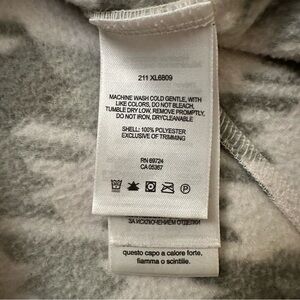 211 XL6809
MACHINE WASH COLD GENTLE, WITH
LIKE COLORS, DO NOT BLEACH,
TUMBLE DRY LOW, REMOVE PROMPTLY,
DO NOT IRON, DRYCLEANABLE
SHELL: 100% POLYESTER
EXCLUSIVE OF TRIMMING
RN 69724
CA 05367
ЗА ИСКЛЮЧЕНИЕМ ОТДЕЛКИ
questo capo a calore forte,
fiamma o scintille.